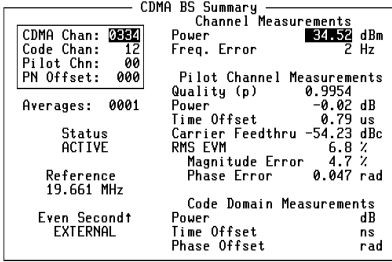 CDMA BS Summary
CDMA Chan: 0334
Code Chan: 12
Pilot Chn: 00
PN Offset: 000
Averages: 0001
Status
ACTIVE
Reference
19.661 MHz
Even Second↑
EXTERNAL
Channel Measurements
Power 34.52 dBm
Freq. Error 2 Hz
Pilot Channel Measurements
Quality (p) 0.9954
Power -0.02 dB
Time Offset 0.79 us
Carrier Feedthru -54.23 dBc
RMS EVM 6.8 %
Magnitude Error 4.7 %
Phase Error 0.047 rad
Code Domain Measurements
Power dB
Time Offset ns
Phase Offset rad